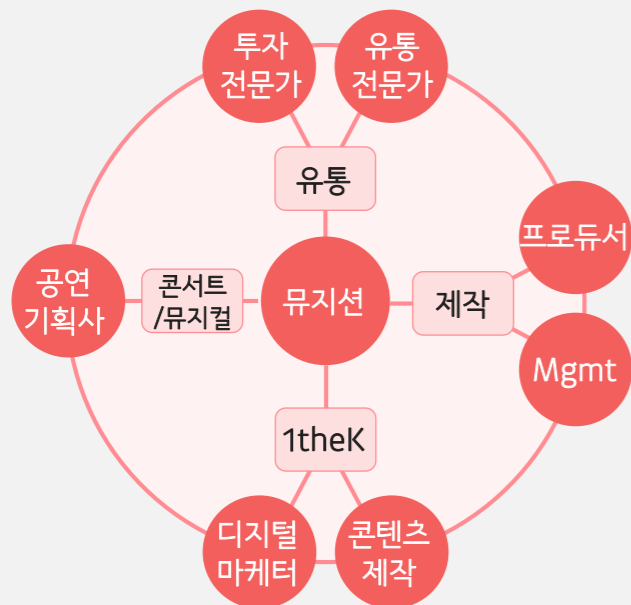 투자
전문가
유통
전문가
유통
프로듀서
공연
기획사
콘서트
/뮤지컬
뮤지션
제작
Mgmt
1theK
디지털
마케터
콘텐츠
제작